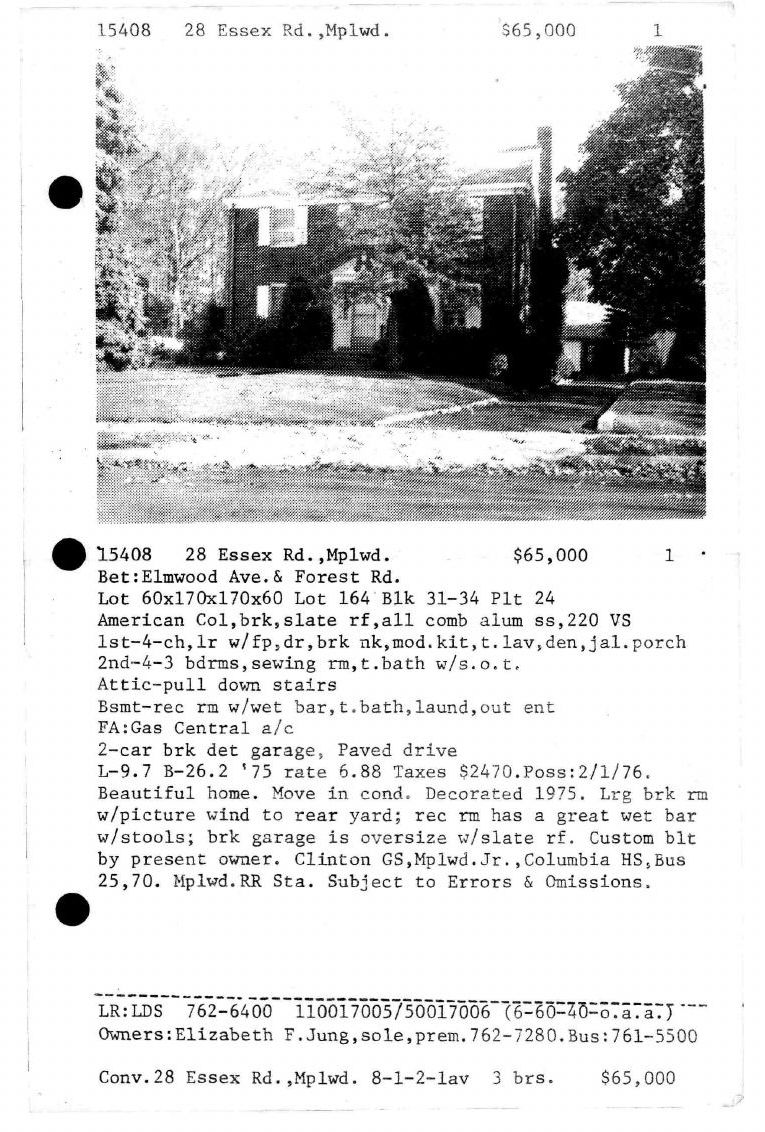 15408 28 Essex Rd.,Mplwd. $65,000 1
15408 28 Essex Rd.,Mplwd. $65,000 1
Bet:Elmwood Ave.& Forest Rd.
Lot 60x170x170x60 Lot 164 Blk 31-34 Plt 24
American Col,brk,slate rf,all comb alum ss,220 VS
1st-4-ch,lr w/fp,dr,brk nk,mod.kit,t.lav,den,jal.porch
2nd-4-3 bdrms,sewing rm,t.bath w/s.o.t.
Attic-pull down stairs
Bsmt-rec rm w/wet bar,t.bath,laund,out ent
FA:Gas Central a/c
2-car brk det garage, Paved drive
L-9.7 B-26.2 '75 rate 6.88 Taxes $2470.Poss:2/1/76.
Beautiful home. Move in cond. Decorated 1975. Lrg brk rm
w/picture wind to rear yard; rec rm has a great wet bar
w/stools; brk garage is oversize w/slate rf. Custom blt
by present owner. Clinton GS,Mplwd.Jr.,Columbia HS,Bus
25,70. Mplwd.RR Sta. Subject to Errors & Omissions.
LR:LDS 762-6400 110017005/50017006 (6-60-40-o.a.a.)
Owners:Elizabeth F.Jung,sole,prem.762-7280.Bus:761-5500
Conv.28 Essex Rd.,Mplwd. 8-1-2-lav 3 brs. $65,000